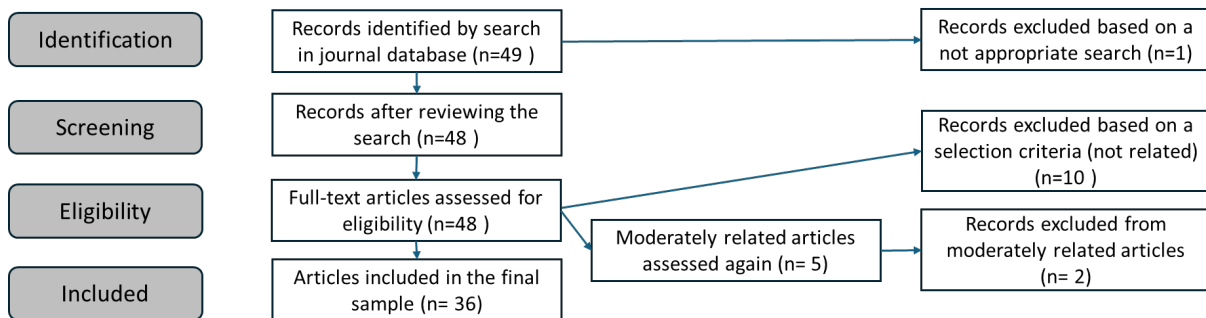 Identification
Records identified by search
in journal database (n=49 )
Records excluded based on a
not appropriate search (n=1)
Screening
Records after reviewing the
search (n=48 )
Records excluded based on a
selection criteria (not related)
(n=10 )
Eligibility
Full-text articles assessed for
eligibility (n=48 )
Moderately related articles
assessed again (n= 5)
Records excluded from
moderately related articles
(n= 2)
Included
Articles included in the final
sample (n= 36)